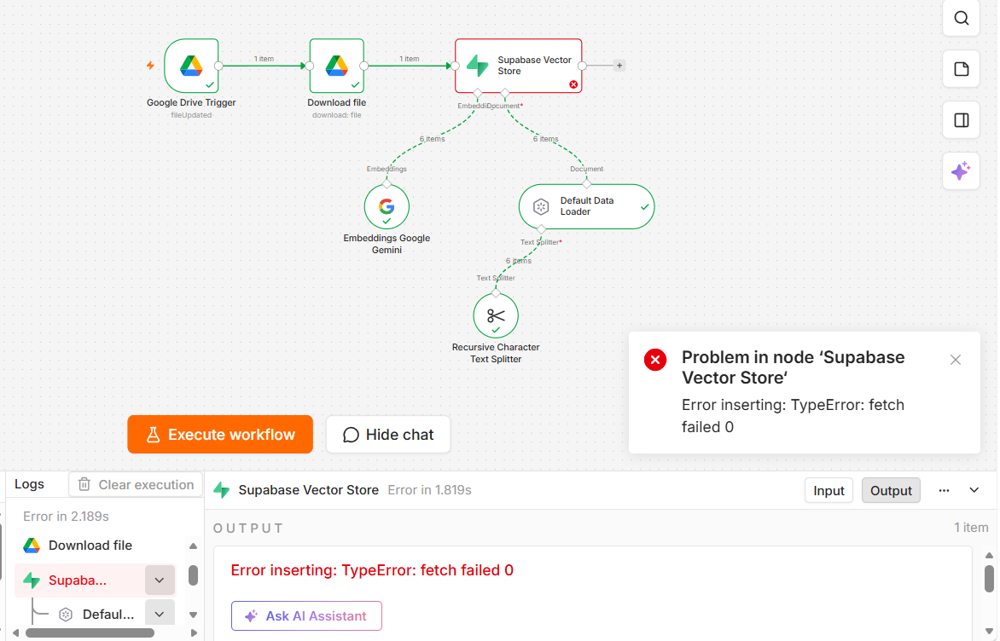 1 item
1 item
Supabase Vector
Store
Google Drive Trigger
fileUpdated
Download file
download: file
Document*
6 items
6 items
Embeddings
Document
Default Data
Loader
Embeddings Google
Gemini
Text Splitter*
6 items
Text Splitter
Recursive Character
Text Splitter
Problem in node ‘Supabase
Vector Store‘
Error inserting: TypeError: fetch
failed 0
Execute workflow
Hide chat
Logs
Clear execution
Supabase Vector Store Error in 1.819s
Input
Output
Error in 2.189s
Download file
Supaba...
Defaul...
OUTPUT
1 item
Error inserting: TypeError: fetch failed 0
Ask AI Assistant